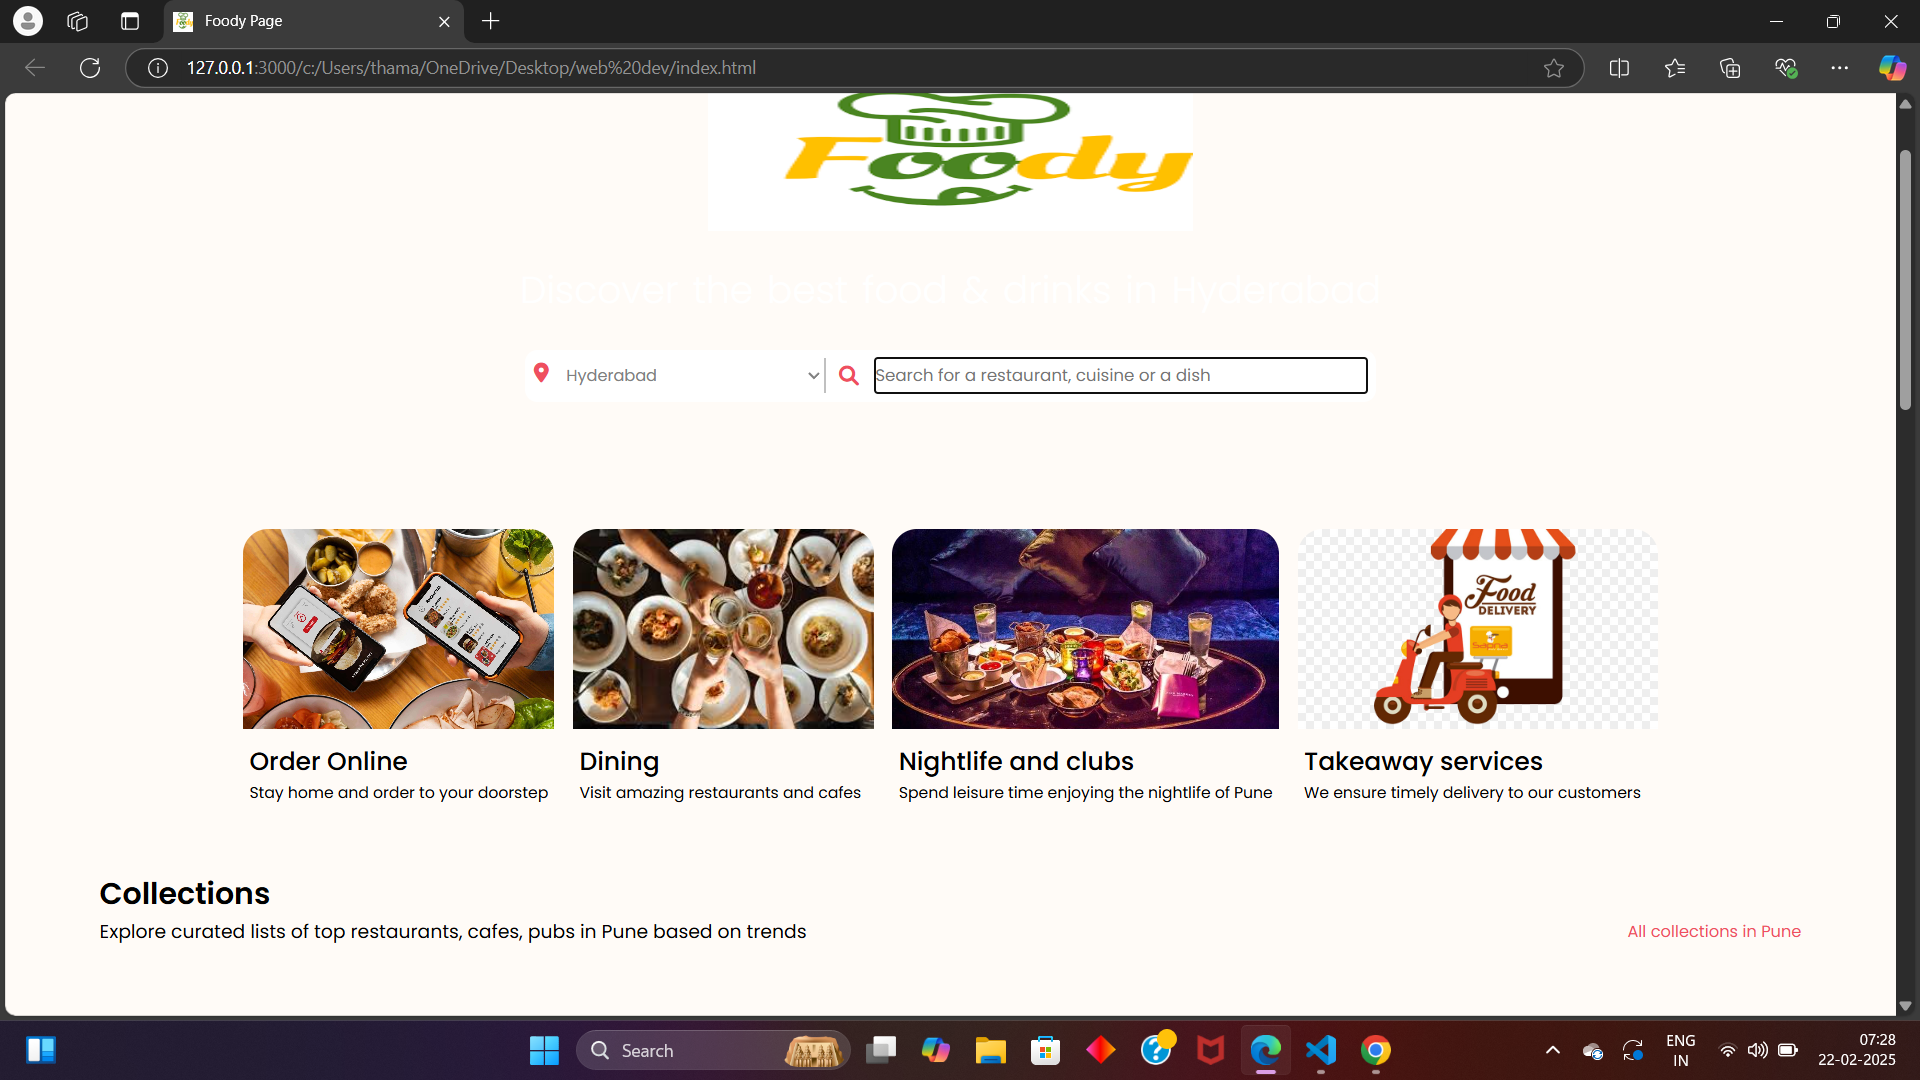 Foody Page
127.0.0.1:3000/c:/Users/thama/OneDrive/Desktop/web%20dev/index.html
Foody
Discover the best food & drinks in Hyderabad
Hyderabad
Search for a restaurant, cuisine or a dish
Food
DELIVERY
Order Online
Dining
Nightlife and clubs
Takeaway services
Stay home and order to your doorstep
Visit amazing restaurants and cafes
Spend leisure time enjoying the nightlife of Pune
We ensure timely delivery to our customers
Collections
Explore curated lists of top restaurants, cafes, pubs in Pune based on trends
All collections in Pune
Search
ENG
IN
07:28
22-02-2025